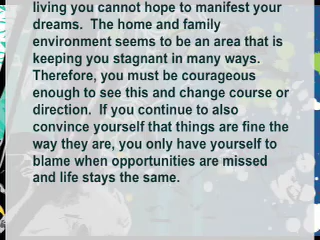 living you cannot hope to manifest your
dreams.  The home and family
environment seems to be an area that is
keeping you stagnant in many ways.
Therefore, you must be courageous
enough to see this and change course or
direction.  If you continue to also
convince yourself that things are fine the
way they are, you only have yourself to
blame when opportunities are missed
and life stays the same.